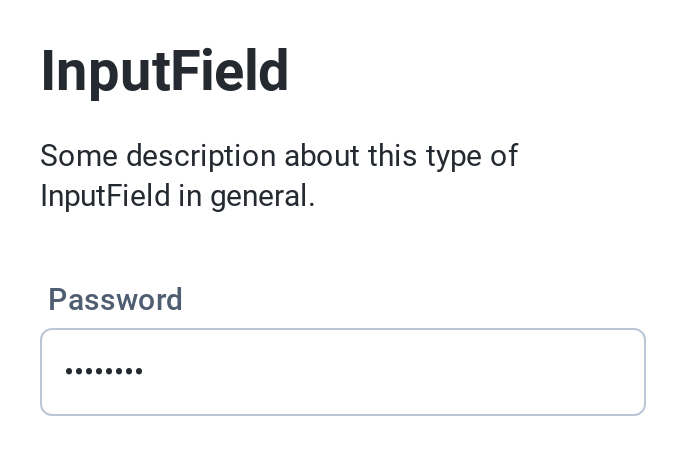 InputField
Some description about this type of
InputField in general.
Password
••••••••